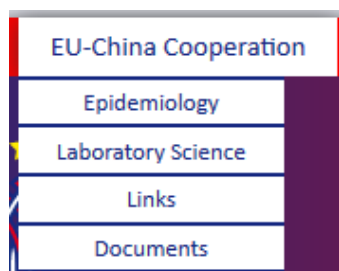 EU-China Cooperation
Epidemiology
Laboratory Science
Links
Documents